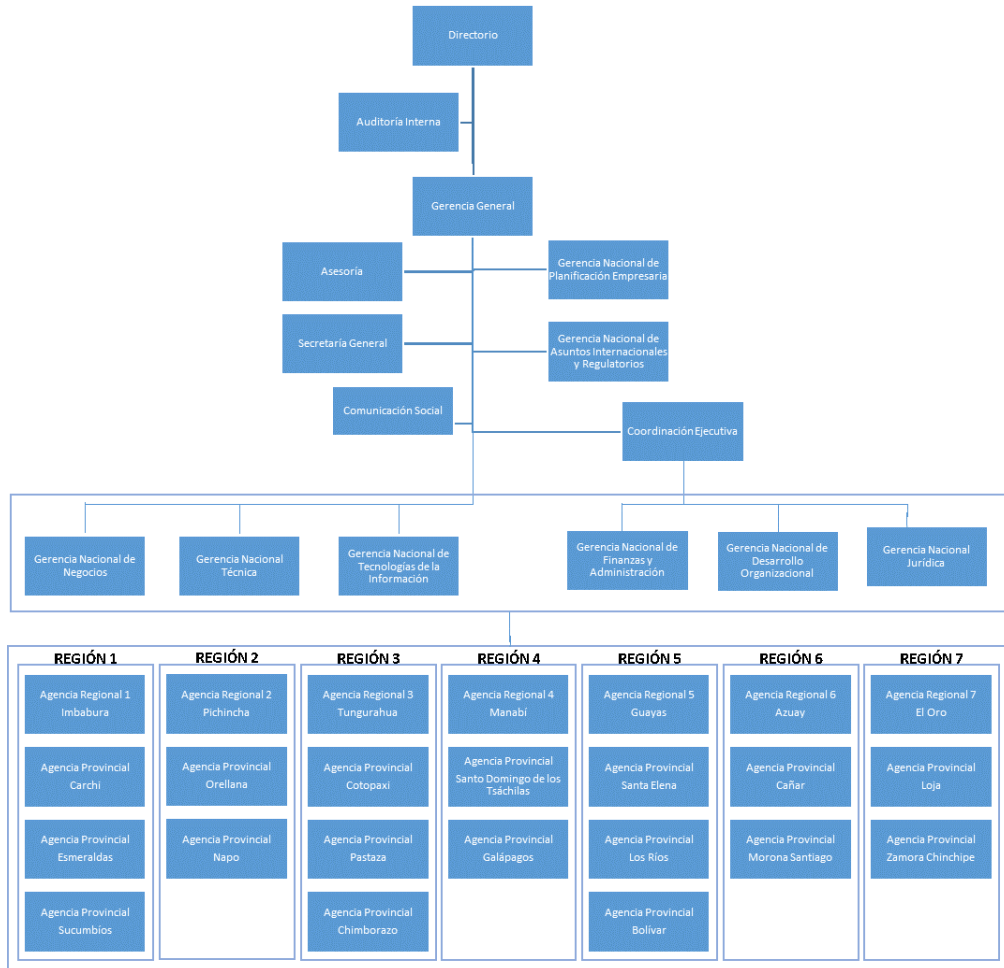 Directorio
Auditoría Interna
Gerencia General
Asesoría
Gerencia Nacional de
Planificación Empresaria
Secretaría General
Gerencia Nacional de
Asuntos Internacionales
y Regulatorios
Comunicación Social
Coordinación Ejecutiva
Gerencia Nacional de
Negocios
Gerencia Nacional
Técnica
Gerencia Nacional de
Tecnologías de la
Información
Gerencia Nacional de
Finanzas y
Administración
Gerencia Nacional de
Desarrollo
Organizacional
Gerencia Nacional
Jurídica
REGIÓN 1
Agencia Regional 1
Imbabura
Agencia Provincial
Carchi
Agencia Provincial
Esmeraldas
Agencia Provincial
Sucumbíos
REGIÓN 2
Agencia Regional 2
Pichincha
Agencia Provincial
Orellana
Agencia Provincial
Napo
REGIÓN 3
Agencia Regional 3
Tungurahua
Agencia Provincial
Cotopaxi
Agencia Provincial
Pastaza
Agencia Provincial
Chimborazo
REGIÓN 4
Agencia Regional 4
Manabí
Agencia Provincial
Santo Domingo de los
Tsáchilas
Agencia Provincial
Galápagos
REGIÓN 5
Agencia Regional 5
Guayas
Agencia Provincial
Santa Elena
Agencia Provincial
Los Ríos
Agencia Provincial
Bolívar
REGIÓN 6
Agencia Regional 6
Azuay
Agencia Provincial
Cañar
Agencia Provincial
Morona Santiago
REGIÓN 7
Agencia Regional 7
El Oro
Agencia Provincial
Loja
Agencia Provincial
Zamora Chinchipe